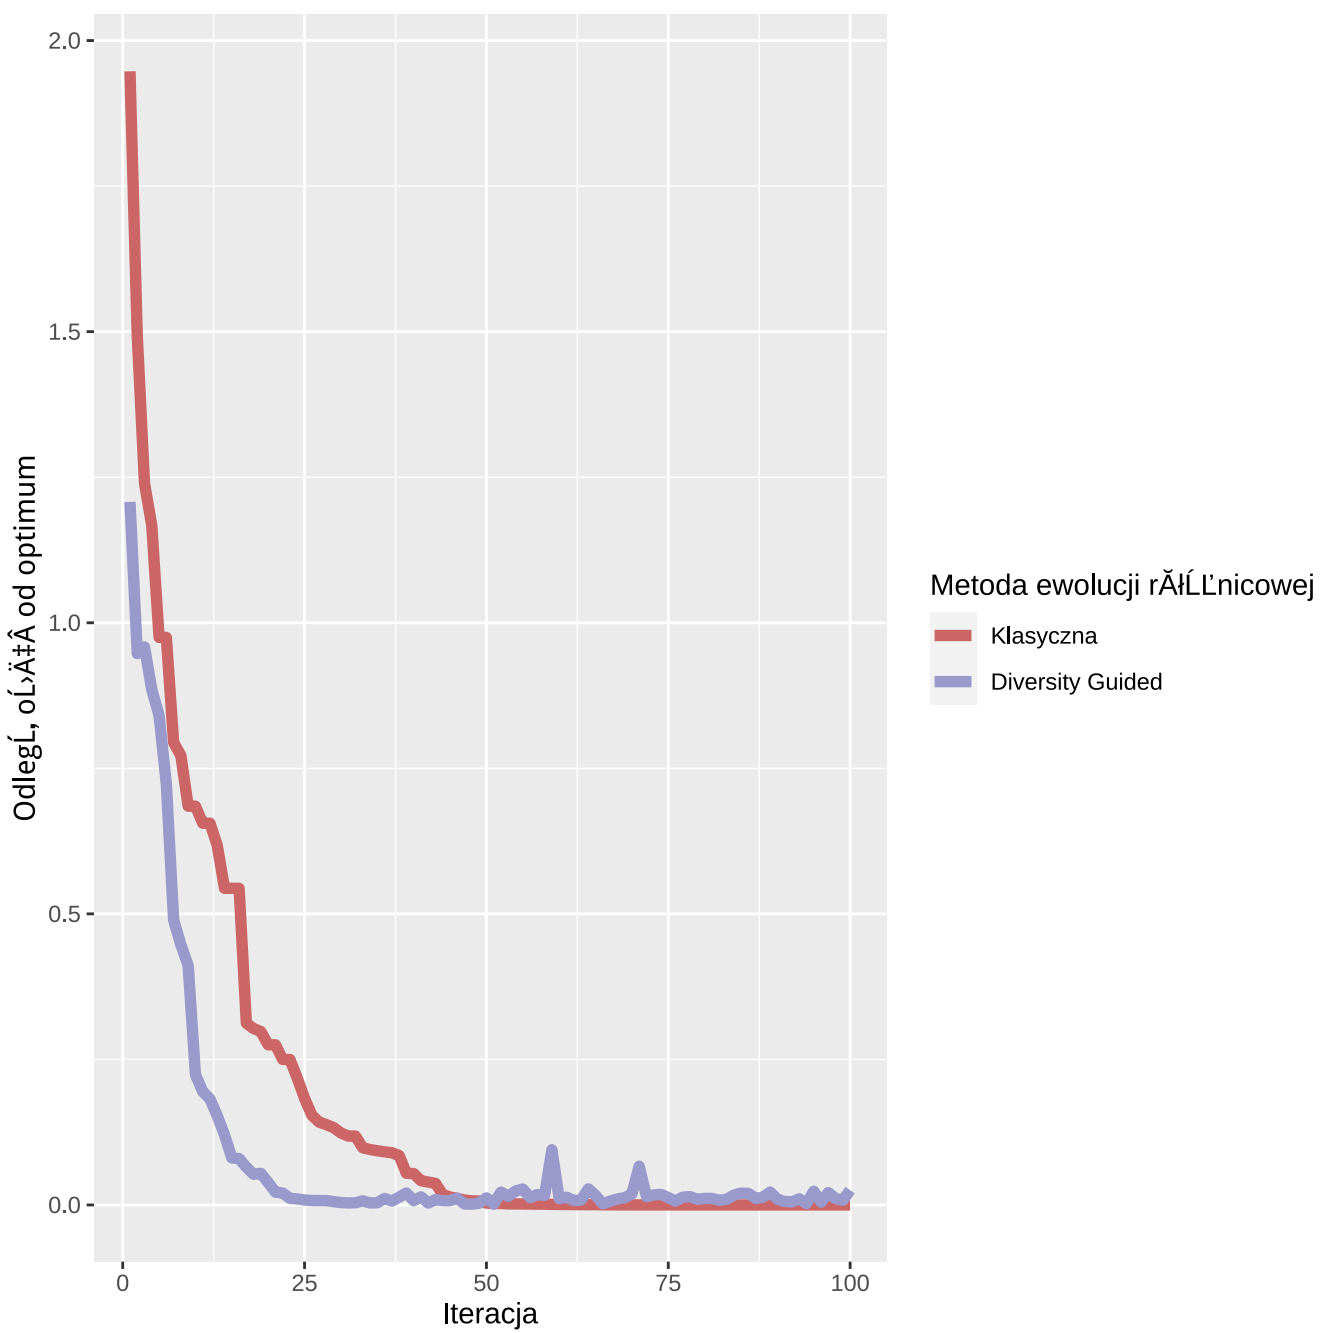 2.0
1.5
1.0
0.5
0.0
0
25
50
75
100
Iteracja
OdlegĹ‚oĹ›Ä‡Â od optimum
Metoda ewolucji rĂłĹĽnicowej
Klasyczna
Diversity Guided